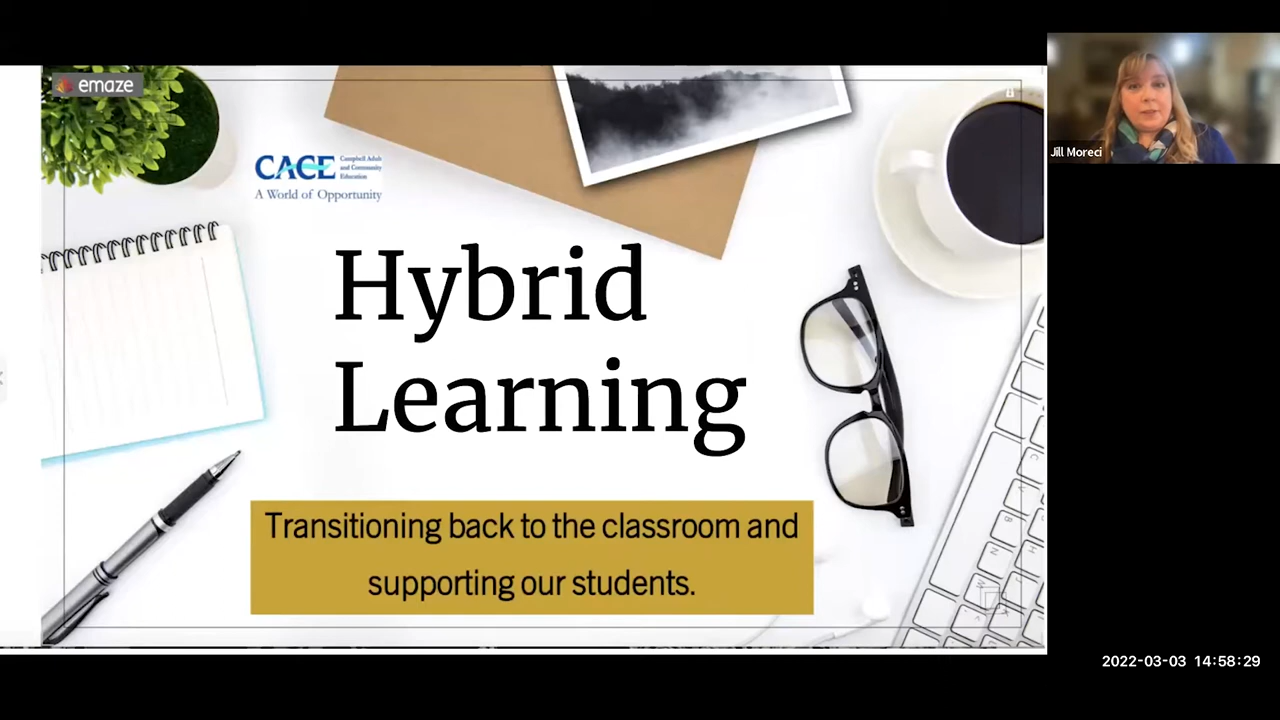 emaze
CACE
Campbell Adult
and Community
Education
A World of Opportunity
Hybrid
Learning
Transitioning back to the classroom and
supporting our students.
Jill Moreci
2022-03-03 14:58:29